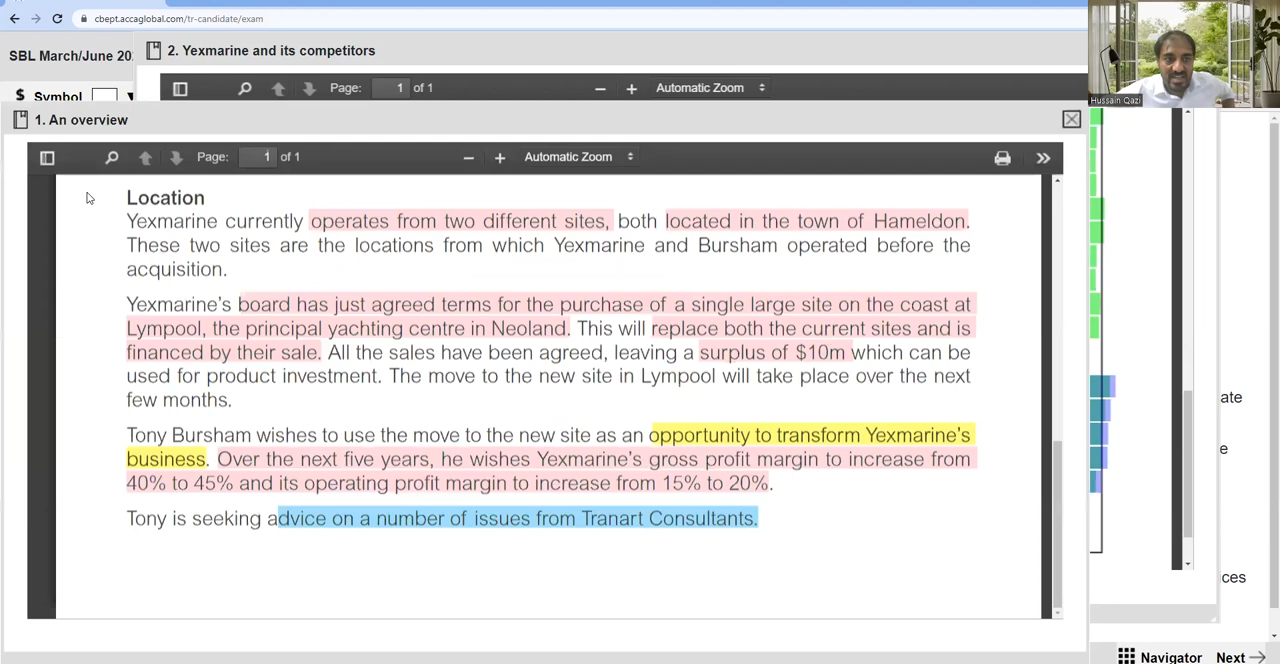 cbept.accaglobal.com/tr-candidate/exam
SBL March/June 20
2. Yexmarine and its competitors
$ Symbol
Page: 1 of 1
Automatic Zoom
Hussain Qazi
1. An overview
Page: 1 of 1
Automatic Zoom
Location
Yexmarine currently operates from two different sites, both located in the town of Hameldon.
These two sites are the locations from which Yexmarine and Bursham operated before the
acquisition.
Yexmarine's board has just agreed terms for the purchase of a single large site on the coast at
Lympool, the principal yachting centre in Neoland. This will replace both the current sites and is
financed by their sale. All the sales have been agreed, leaving a surplus of $10m which can be
used for product investment. The move to the new site in Lympool will take place over the next
few months.
Tony Bursham wishes to use the move to the new site as an opportunity to transform Yexmarine's
business. Over the next five years, he wishes Yexmarine's gross profit margin to increase from
40% to 45% and its operating profit margin to increase from 15% to 20%.
Tony is seeking advice on a number of issues from Tranart Consultants.
ate
e
ces
Navigator Next